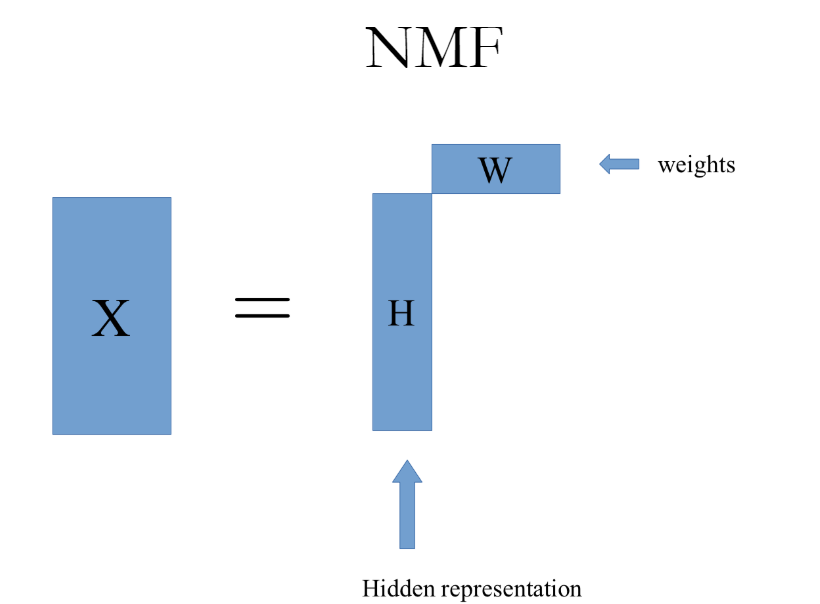 NMF
W
weights
X
=
H
Hidden representation